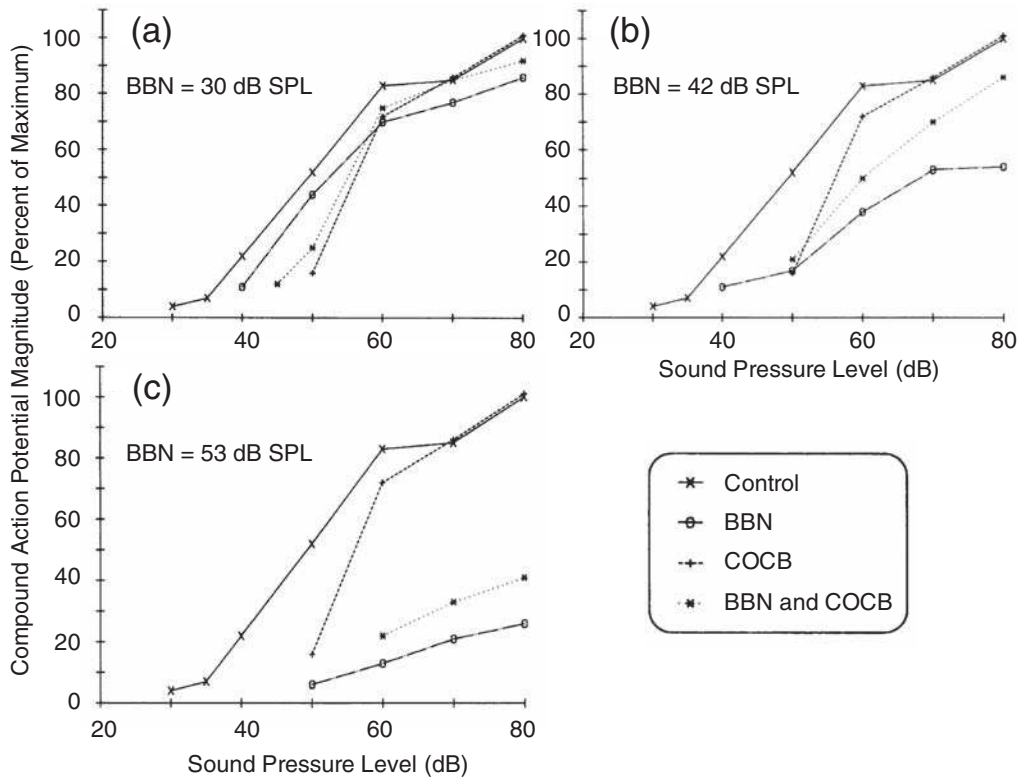 Compound Action Potential Magnitude (Percent of Maximum)
(a)
BBN = 30 dB SPL
100
80
60
40
20
0
20
40
60
80
(b)
BBN = 42 dB SPL
100
80
60
40
20
0
20
40
60
80
Sound Pressure Level (dB)
(c)
BBN = 53 dB SPL
100
80
60
40
20
0
20
40
60
80
Sound Pressure Level (dB)
Control
BBN
COCB
BBN and COCB